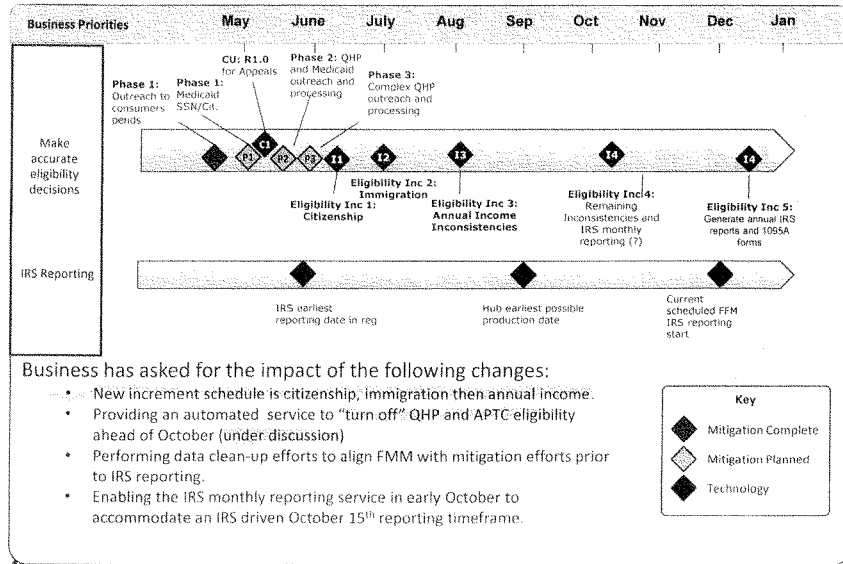 Business Priorities May June July Aug Sep Oct Nov Dec Jan
CU: R1.0
for Appeals
Phase 2: QHP
and Medicaid
outreach and
processing
Phase 3:
Complex QHP
outreach and
processing
Phase 1:
Outreach to
consumers
pends
Phase 1:
Medicaid
SSN/Cit.
Make
accurate
eligibility
decisions
P1 C1 P2 P3 I1 I2 I3 I4 I4
Eligibility Inc 1:
Citizenship
Eligibility Inc 2:
Immigration
Eligibility Inc 3:
Annual Income
Inconsistencies
Eligibility Inc 4:
Remaining
Inconsistencies and
IRS monthly
reporting (?)
Eligibility Inc 5:
Generate annual IRS
reports and 1095A
forms
IRS Reporting
IRS earliest
reporting date in reg
Hub earliest possible
production date
Current
scheduled FFM
IRS reporting
start
Business has asked for the impact of the following changes:
• New increment schedule is citizenship, immigration then annual income.
• Providing an automated service to “turn off” QHP and APTC eligibility
ahead of October (under discussion)
• Performing data clean-up efforts to align FMM with mitigation efforts prior
to IRS reporting.
• Enabling the IRS monthly reporting service in early October to
accommodate an IRS driven October 15th reporting timeframe.
Key
Mitigation Complete
Mitigation Planned
Technology